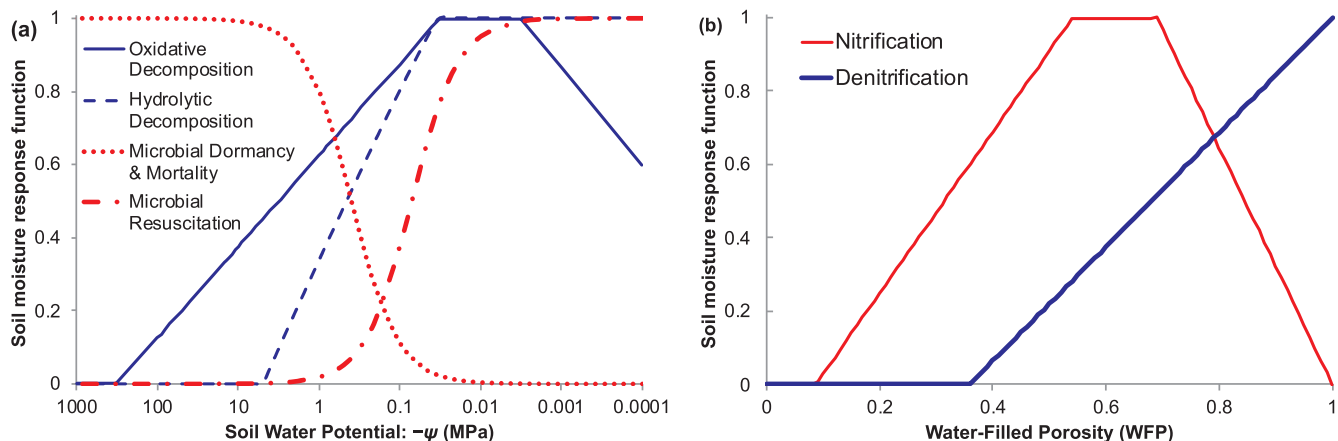 (a)
Soil moisture response function
1
0.8
0.6
0.4
0.2
0
Oxidative
Decomposition
Hydrolytic
Decomposition
Microbial Dormancy
& Mortality
Microbial
Resuscitation
1000
100
10
1
0.1
0.01
0.001
0.0001
Soil Water Potential: −ψ (MPa)
(b)
Soil moisture response function
1
0.8
0.6
0.4
0.2
0
Nitrification
Denitrification
0
0.2
0.4
0.6
0.8
1
Water-Filled Porosity (WFP)